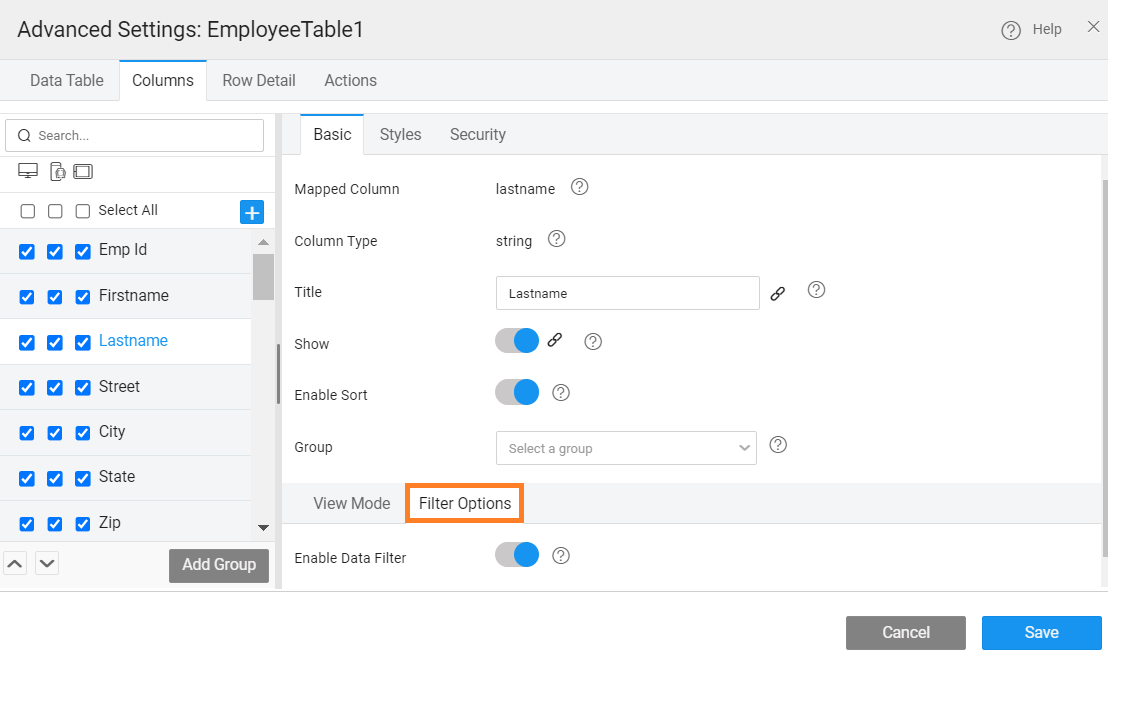 Advanced Settings: EmployeeTable1
Help
Data Table Columns Row Detail Actions
Search...
Select All
Emp Id
Firstname
Lastname
Street
City
State
Zip
Add Group
Basic Styles Security
Mapped Column lastname
Column Type string
Title Lastname
Show
Enable Sort
Group Select a group
View Mode Filter Options
Enable Data Filter
Cancel Save